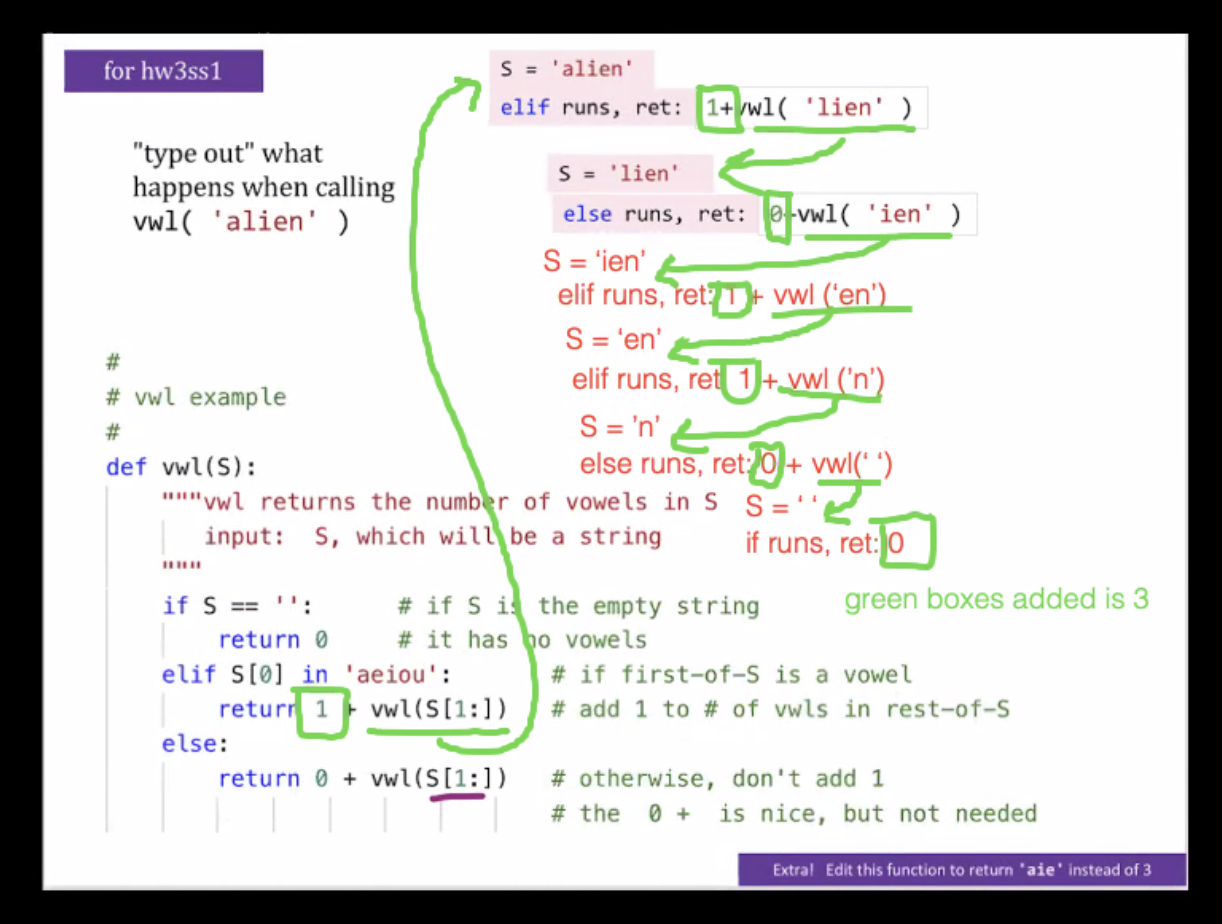 for hw3ss1
"type out" what
happens when calling
vwl( 'alien' )
S = 'alien'
elif runs, ret: 1+vwl( 'lien' )
S = 'lien'
else runs, ret: 0+vwl( 'ien' )
S = ‘ien’
elif runs, ret: 1 + vwl (‘en’)
S = ‘en’
elif runs, ret: 1 + vwl (’n’)
S = ’n’
else runs, ret: 0 + vwl(‘ ‘)
S = ‘ ‘
if runs, ret: 0
green boxes added is 3
#
# vwl example
#
def vwl(S):
"""vwl returns the number of vowels in S
input: S, which will be a string
"""
if S == '': # if S is the empty string
return 0 # it has no vowels
elif S[0] in 'aeiou': # if first-of-S is a vowel
return 1 + vwl(S[1:]) # add 1 to # of vwls in rest-of-S
else:
return 0 + vwl(S[1:]) # otherwise, don't add 1
# the 0 + is nice, but not needed
Extra! Edit this function to return 'aie' instead of 3